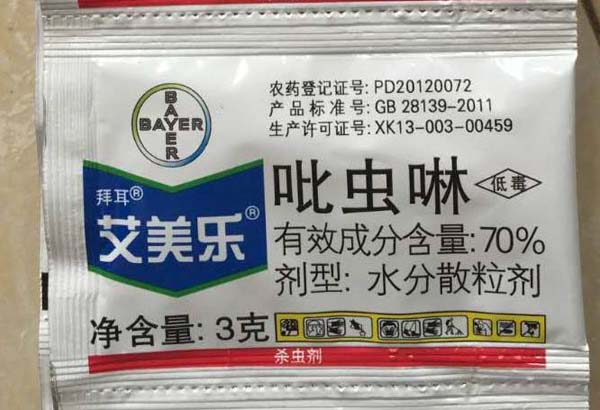 农药登记证号: PD20120072
产品标准号: GB 28139-2011
生产许可证号: XK13-003-00459
BAYER
BAYER
拜耳®
艾美乐®
吡虫啉 低毒
有效成分含量: 70%
剂型: 水分散粒剂
净含量: 3克
杀虫剂